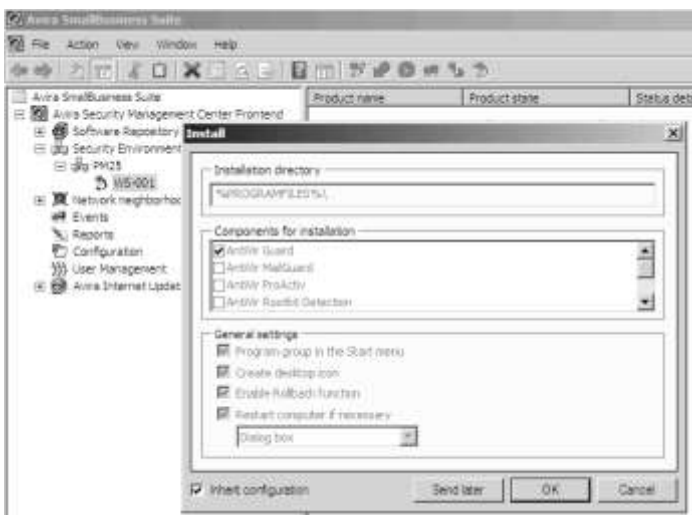 Avira SmallBusiness Suite
File Action View Window Help
Avira SmallBusiness Suite
Avira Security Management Center Frontend
Software Repository
Security Environment
PM25
WS-001
Network neighborhoo
Events
Reports
Configuration
User Management
Avira Internet Updat
Product name Product state Status det
Install
Installation directory
%PROGRAMFILES%\
Components for installation
AntiVir Guard
AntiVir MailGuard
AntiVir ProActiv
AntiVir Rootkit Detection
General settings
Program group in the Start menu
Create desktop icon
Enable Rollback function
Restart computer if necessary
Dialog box
Inherit configuration
Send later OK Cancel